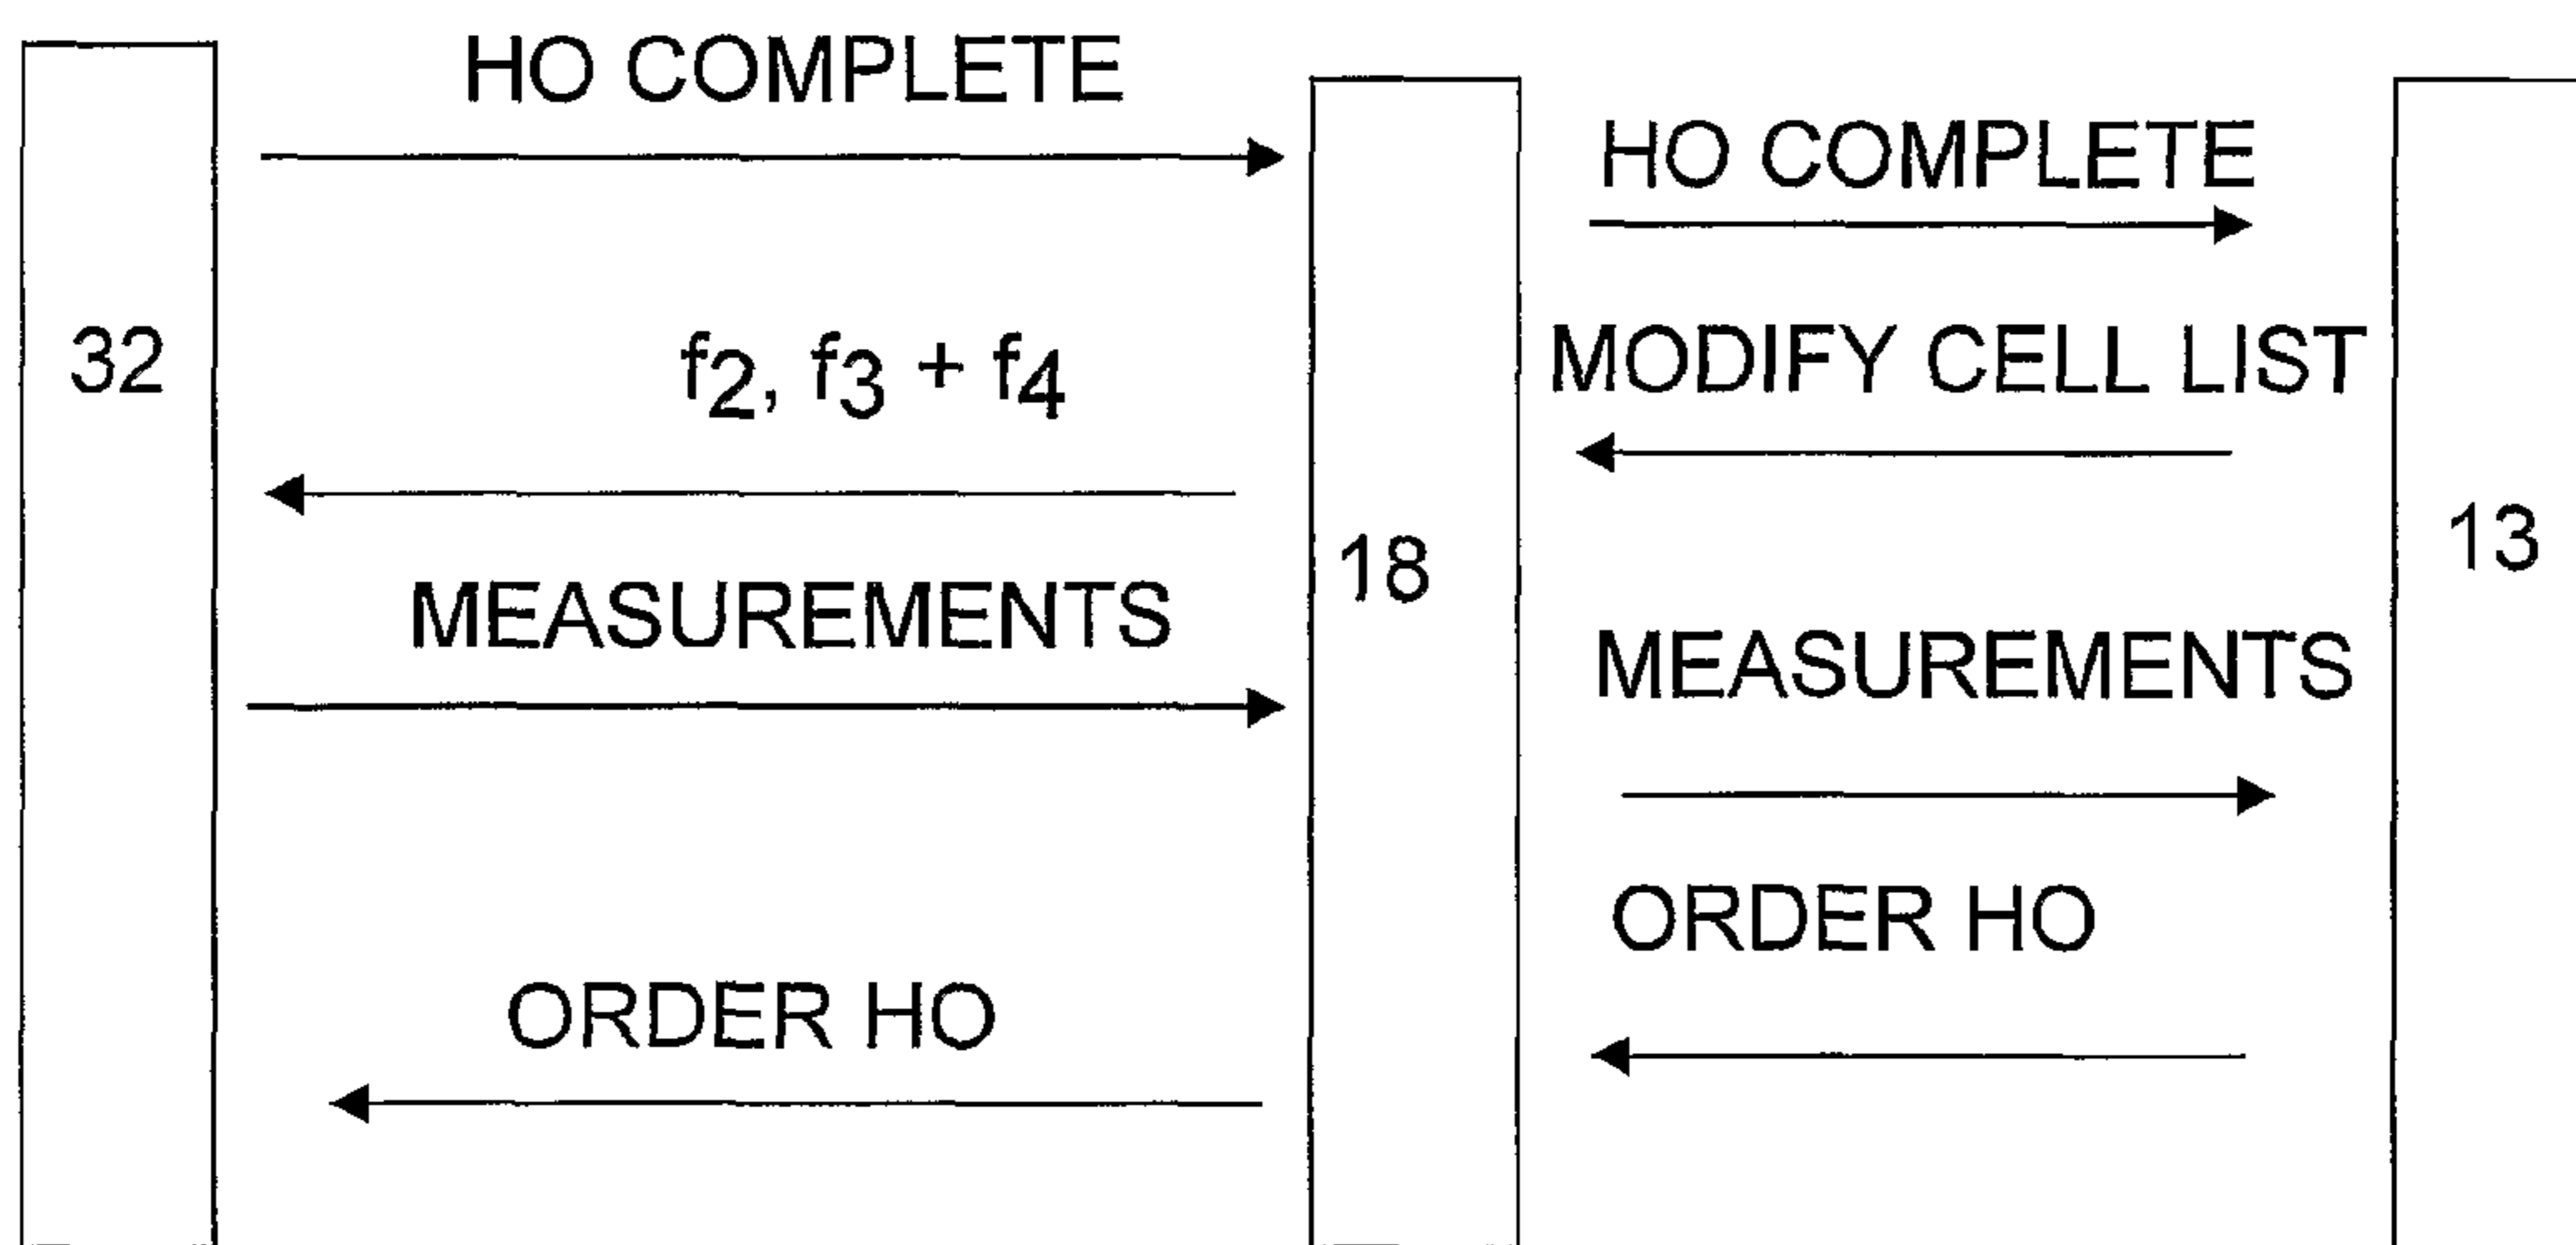 HO COMPLETE
HO COMPLETE
32
f2, f3 + f4
MODIFY CELL LIST
18
13
MEASUREMENTS
MEASUREMENTS
ORDER HO
ORDER HO